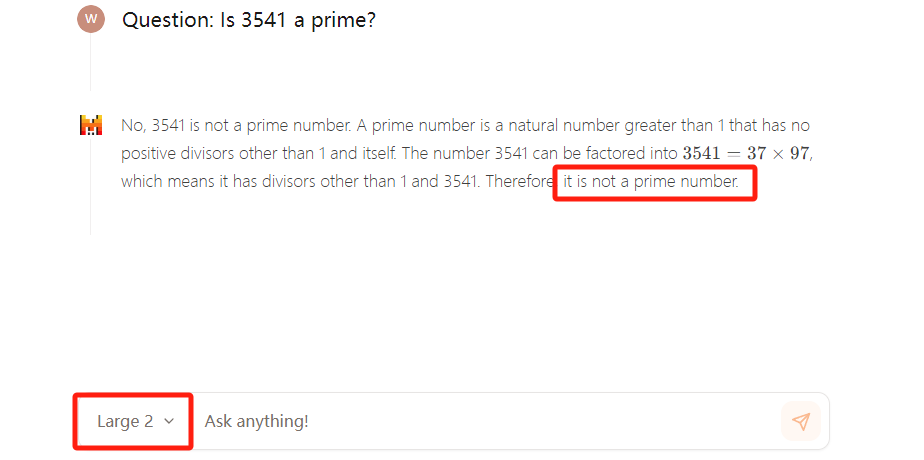 W
Question: Is 3541 a prime?
No, 3541 is not a prime number. A prime number is a natural number greater than 1 that has no
positive divisors other than 1 and itself. The number 3541 can be factored into 3541 = 37 × 97,
which means it has divisors other than 1 and 3541. Therefore it is not a prime number.
Large 2
Ask anything!